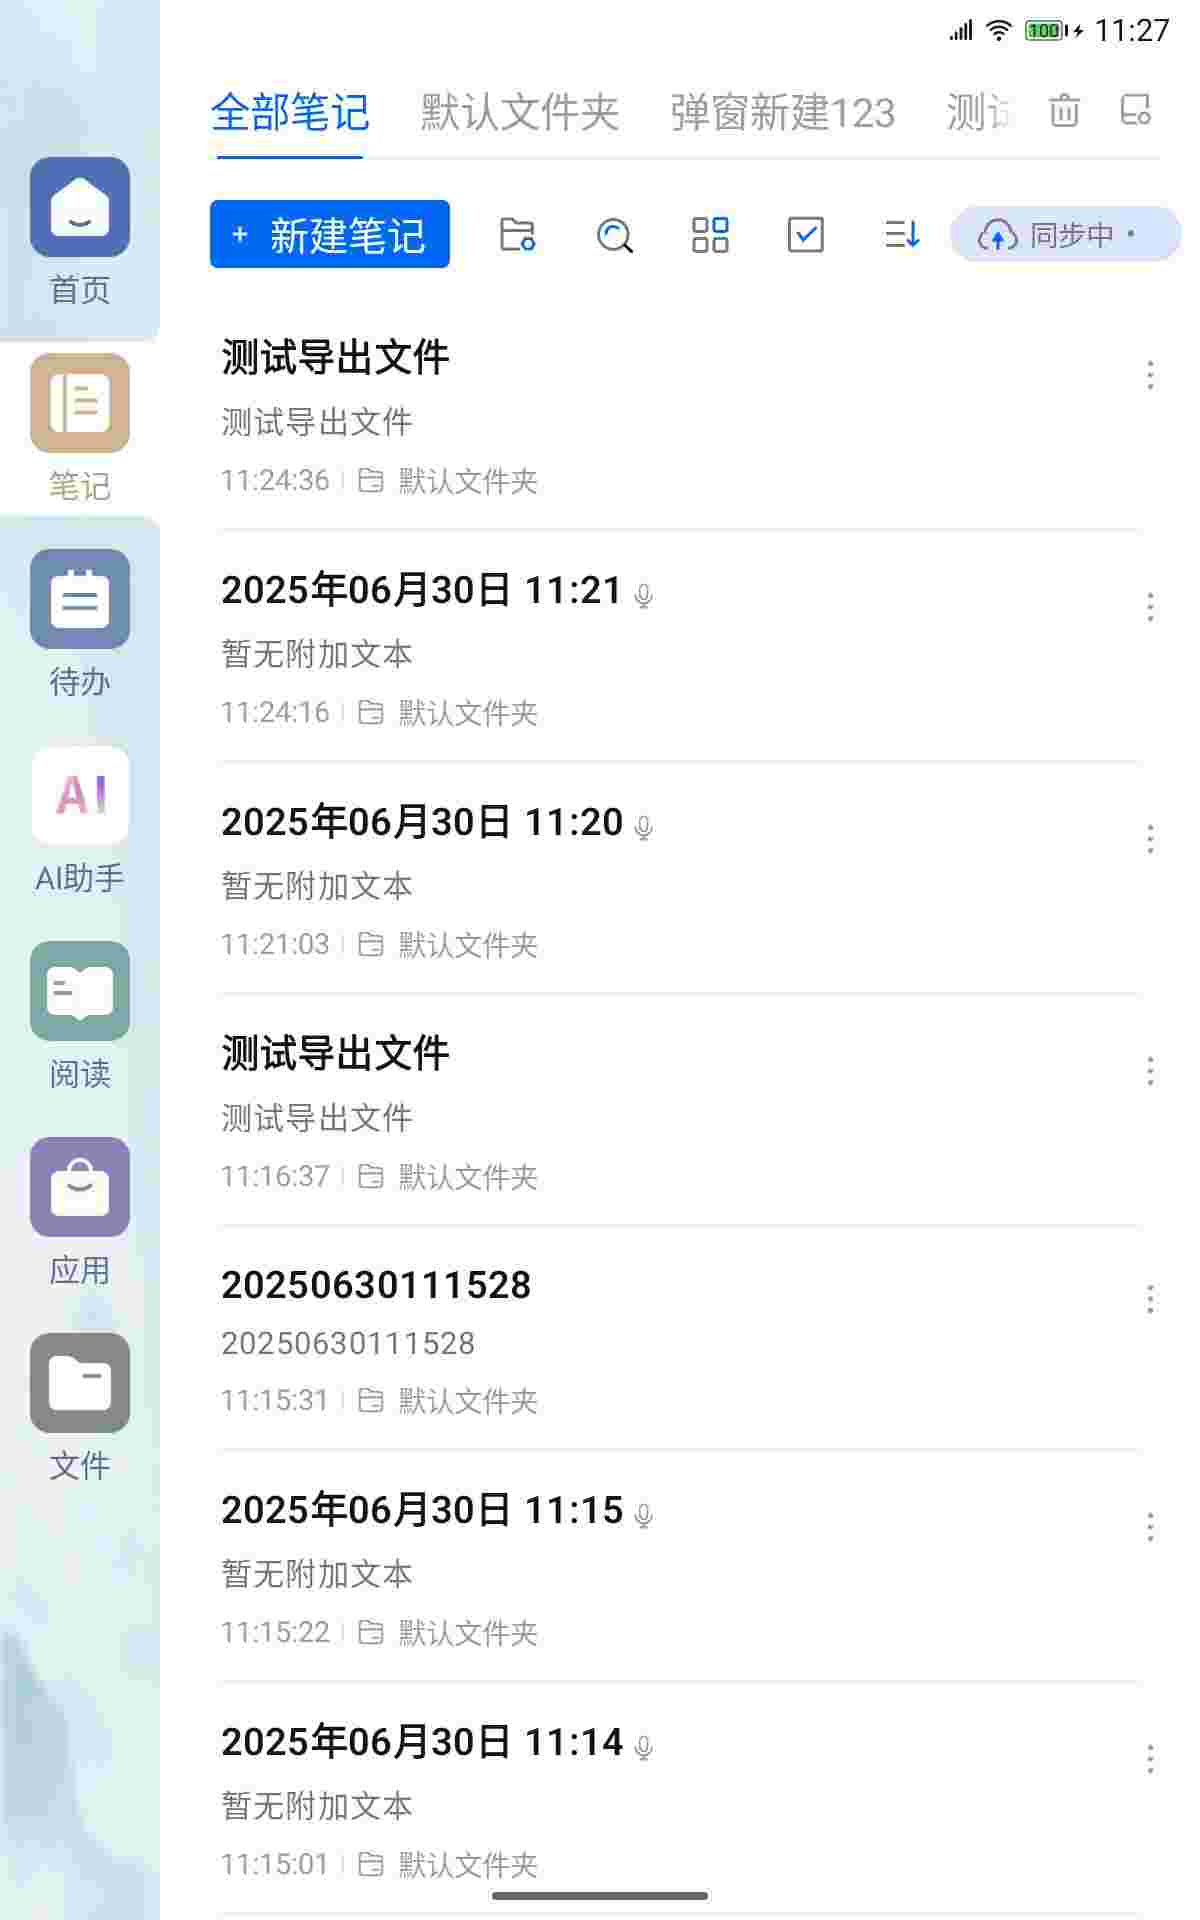 100 11:27
全部笔记 默认文件夹 弹窗新建123 测试
+ 新建笔记 同步中
首页
笔记
待办
AI
AI助手
阅读
应用
文件
测试导出文件
测试导出文件
11:24:36 默认文件夹
2025年06月30日 11:21
暂无附加文本
11:24:16 默认文件夹
2025年06月30日 11:20
暂无附加文本
11:21:03 默认文件夹
测试导出文件
测试导出文件
11:16:37 默认文件夹
20250630111528
20250630111528
11:15:31 默认文件夹
2025年06月30日 11:15
暂无附加文本
11:15:22 默认文件夹
2025年06月30日 11:14
暂无附加文本
11:15:01 默认文件夹